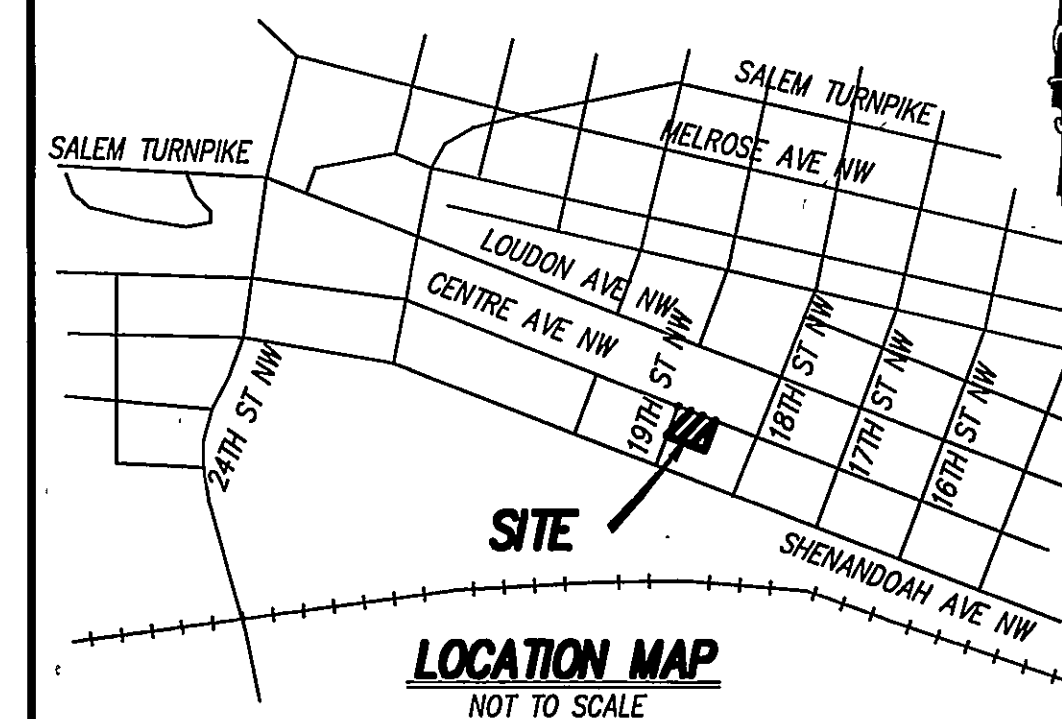 SALEM TURNPIKE
SALEM TURNPIKE
MELROSE AVE NW
LOUDON AVE NW
CENTRE AVE NW
19TH ST NW
18TH ST NW
17TH ST NW
16TH ST NW
24TH ST NW
SITE
SHENANDOAH AVE NW
LOCATION MAP
NOT TO SCALE